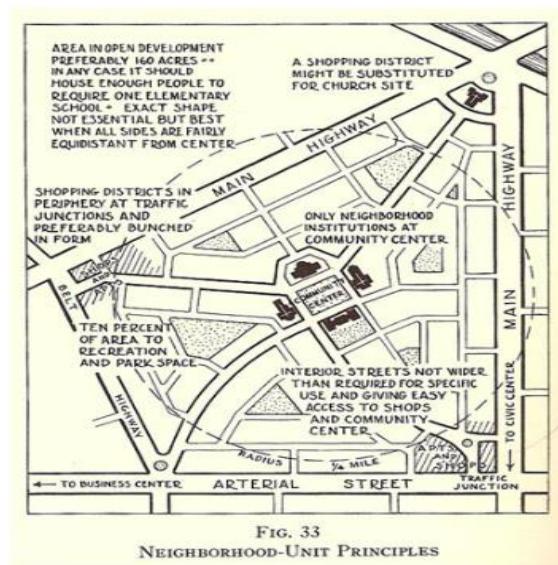 AREA IN OPEN DEVELOPMENT
PREFERABLY 160 ACRES --
IN ANY CASE IT SHOULD
HOUSE ENOUGH PEOPLE TO
REQUIRE ONE ELEMENTARY
SCHOOL - EXACT SHAPE
NOT ESSENTIAL BUT BEST
WHEN ALL SIDES ARE FAIRLY
EQUIDISTANT FROM CENTER
A SHOPPING DISTRICT
MIGHT BE SUBSTITUTED
FOR CHURCH SITE
MAIN HIGHWAY
SHOPPING DISTRICTS IN
PERIPHERY AT TRAFFIC
JUNCTIONS AND
PREFERABLY BUNCHED
IN FORM
ONLY NEIGHBORHOOD
INSTITUTIONS AT
COMMUNITY CENTER
HIGHWAY
MAIN
SHOPS
AND
APTS
BELT
HIGHWAY
COMMUNITY
CENTER
TEN PERCENT
OF AREA TO
RECREATION
AND PARK SPACE
INTERIOR STREETS NOT WIDER
THAN REQUIRED FOR SPECIFIC
USE AND GIVING EASY
ACCESS TO SHOPS
AND COMMUNITY
CENTER
TO CIVIC CENTER
RADIUS ¼ MILE
APTS
AND
SHOPS
TRAFFIC
JUNCTION
TO BUSINESS CENTER
ARTERIAL STREET
FIG. 33
NEIGHBORHOOD-UNIT PRINCIPLES